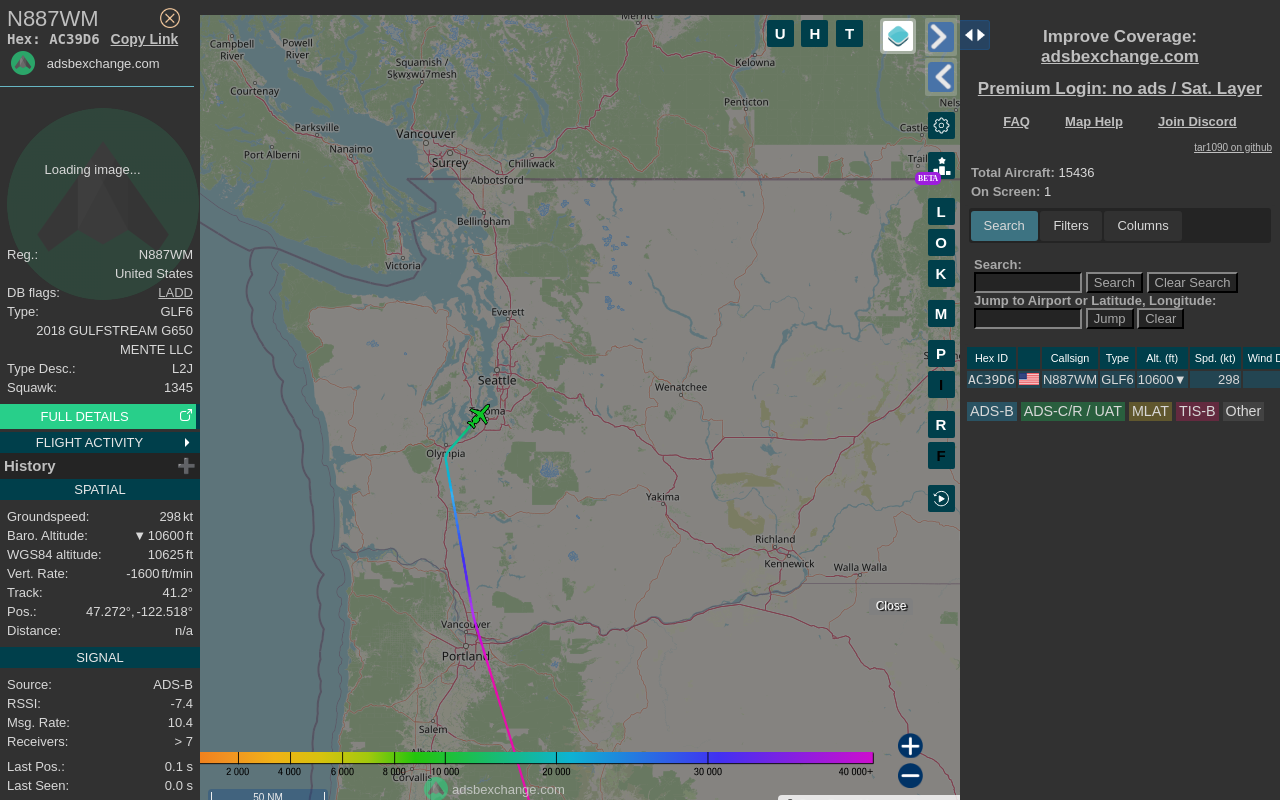 N887WM
Hex: AC39D6 Copy Link
adsbexchange.com
Loading image...
Reg.: N887WM
United States
DB flags: LADD
Type: GLF6
2018 GULFSTREAM G650
MENTE LLC
Type Desc.: L2J
Squawk: 1345
FULL DETAILS
FLIGHT ACTIVITY
History
SPATIAL
Groundspeed: 298 kt
Baro. Altitude: ▼ 10600 ft
WGS84 altitude: 10625 ft
Vert. Rate: -1600 ft/min
Track: 41.2°
Pos.: 47.272°, -122.518°
Distance: n/a
SIGNAL
Source: ADS-B
RSSI: -7.4
Msg. Rate: 10.4
Receivers: > 7
Last Pos.: 0.1 s
Last Seen: 0.0 s
Merritt
Campbell
River
Powell
River
Squamish /
Sḵwx̱wú7mesh
Kelowna
Courtenay
Penticton
Nels
Parksville
Vancouver
Castle
Nanaimo
Port Alberni
Surrey
Chilliwack
Trail
Abbotsford
Bellingham
Victoria
Everett
Seattle
Wenatchee
oma
Olympia
Yakima
Richland
Kennewick
Walla Walla
Vancouver
Portland
Salem
Albany
Corvallis
U H T
BETA
L
O
K
M
P
I
R
F
Close
2 000 4 000 6 000 8 000 10 000 20 000 30 000 40 000+
adsbexchange.com
50 NM
Improve Coverage:
adsbexchange.com
Premium Login: no ads / Sat. Layer
FAQ Map Help Join Discord
tar1090 on github
Total Aircraft: 15436
On Screen: 1
Search Filters Columns
Search:
Search Clear Search
Jump to Airport or Latitude, Longitude:
Jump Clear
Hex ID Callsign Type Alt. (ft) Spd. (kt) Wind D
AC39D6 N887WM GLF6 10600▼ 298
ADS-B ADS-C/R / UAT MLAT TIS-B Other